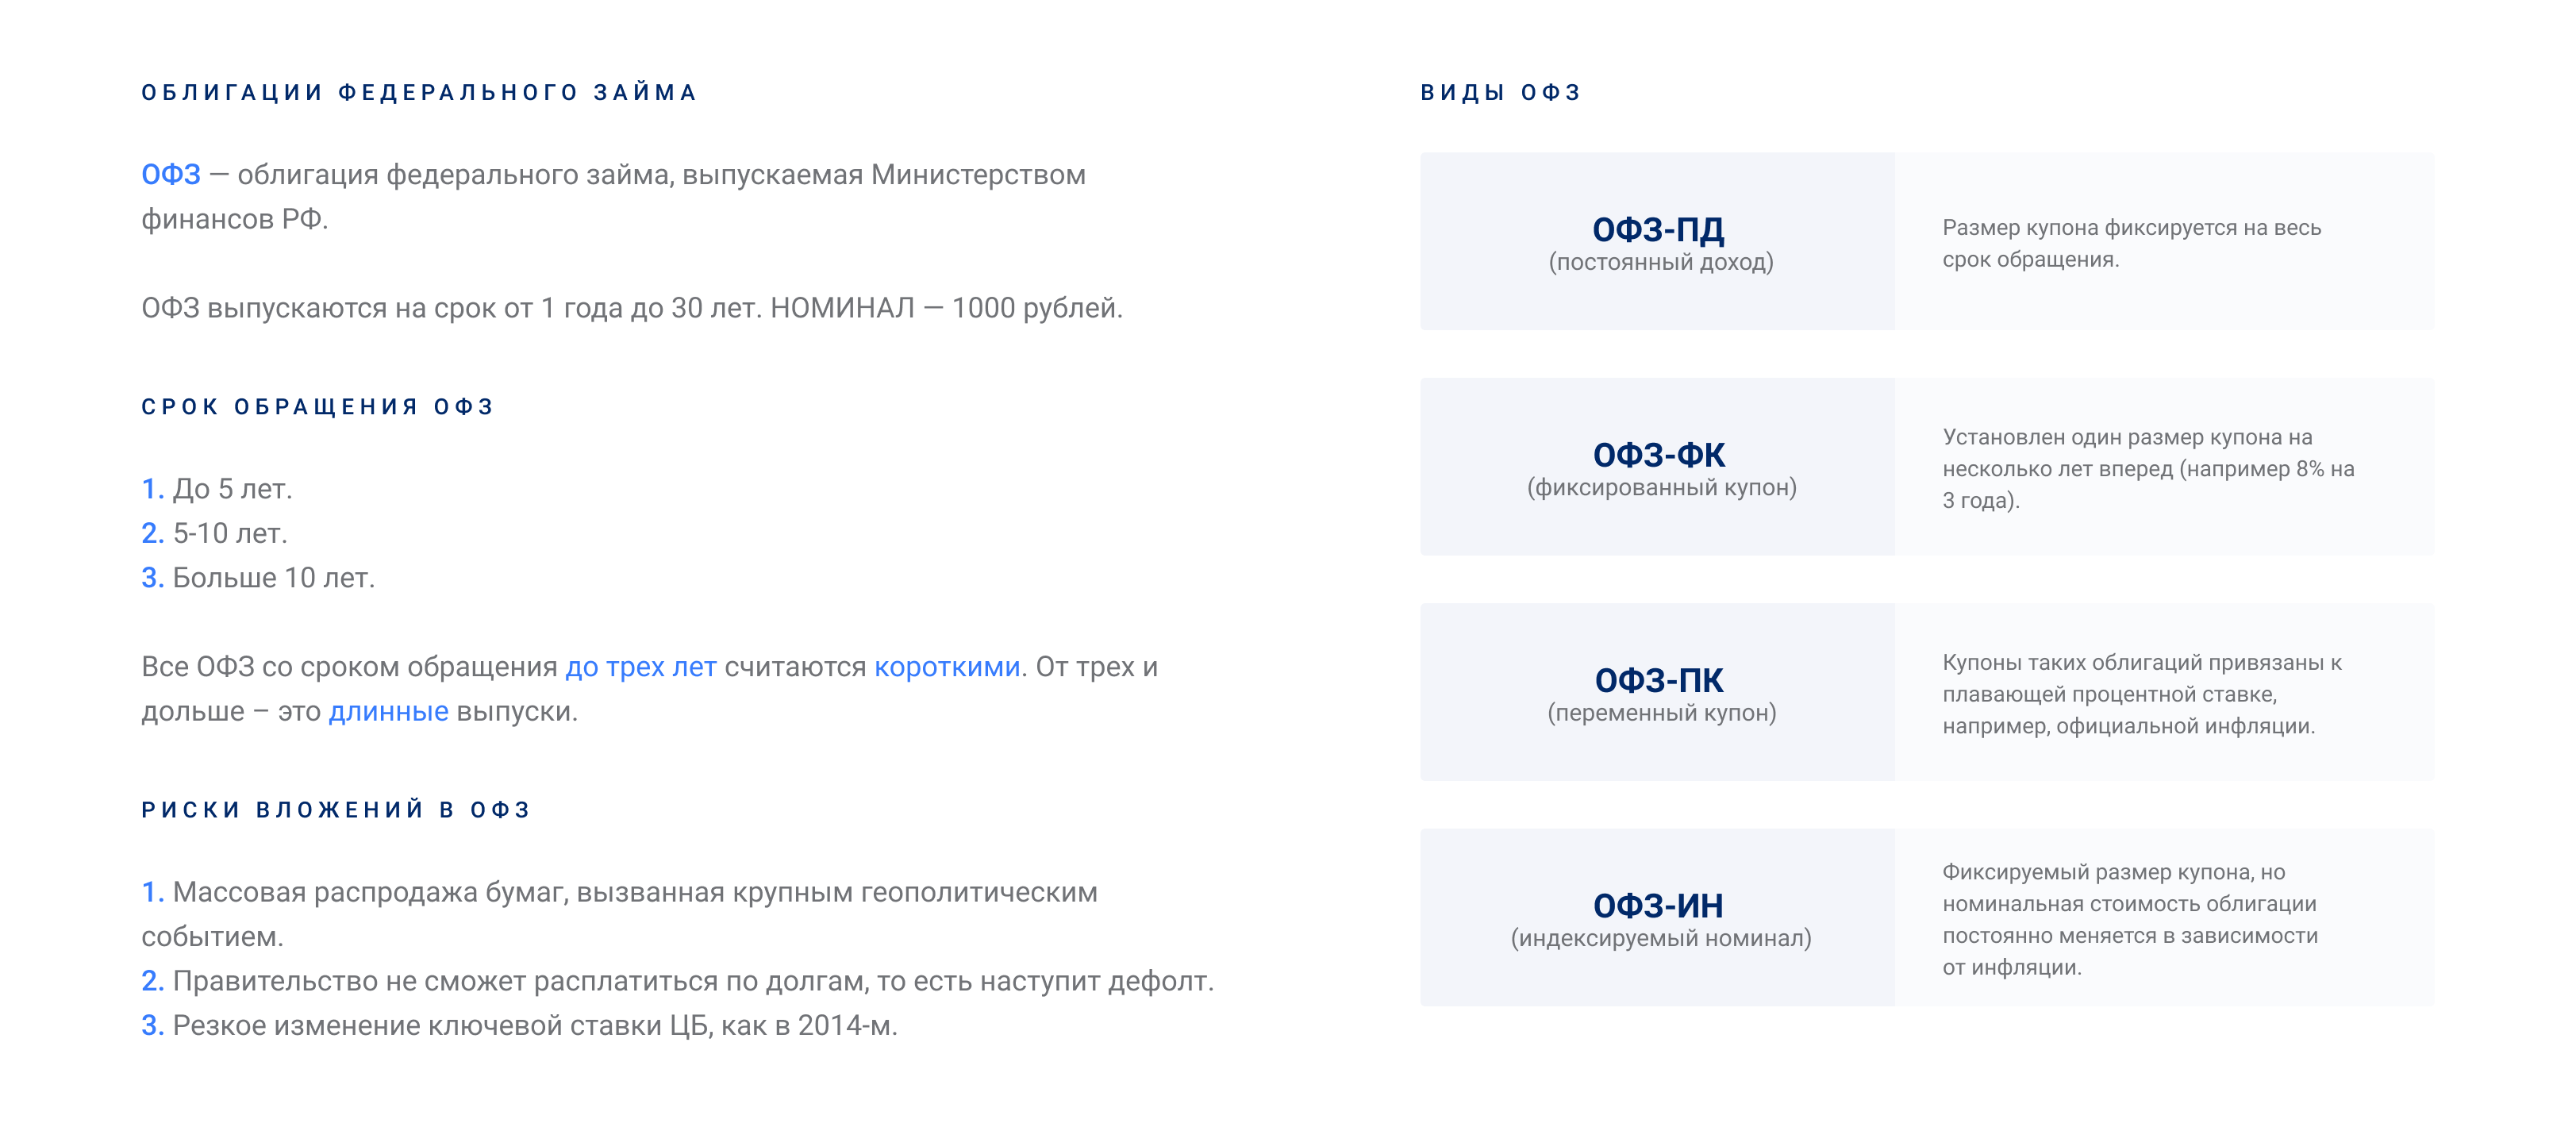 ОБЛИГАЦИИ ФЕДЕРАЛЬНОГО ЗАЙМА
ОФЗ — облигация федерального займа, выпускаемая Министерством
финансов РФ.
ОФЗ выпускаются на срок от 1 года до 30 лет. НОМИНАЛ — 1000 рублей.
СРОК ОБРАЩЕНИЯ ОФЗ
1. До 5 лет.
2. 5-10 лет.
3. Больше 10 лет.
Все ОФЗ со сроком обращения до трех лет считаются короткими. От трех и
дольше – это длинные выпуски.
РИСКИ ВЛОЖЕНИЙ В ОФЗ
1. Массовая распродажа бумаг, вызванная крупным геополитическим
событием.
2. Правительство не сможет расплатиться по долгам, то есть наступит дефолт.
3. Резкое изменение ключевой ставки ЦБ, как в 2014-м.
ВИДЫ ОФЗ
ОФЗ-ПД
(постоянный доход)
Размер купона фиксируется на весь
срок обращения.
ОФЗ-ФК
(фиксированный купон)
Установлен один размер купона на
несколько лет вперед (например 8% на
3 года).
ОФЗ-ПК
(переменный купон)
Купоны таких облигаций привязаны к
плавающей процентной ставке,
например, официальной инфляции.
ОФЗ-ИН
(индексируемый номинал)
Фиксируемый размер купона, но
номинальная стоимость облигации
постоянно меняется в зависимости
от инфляции.